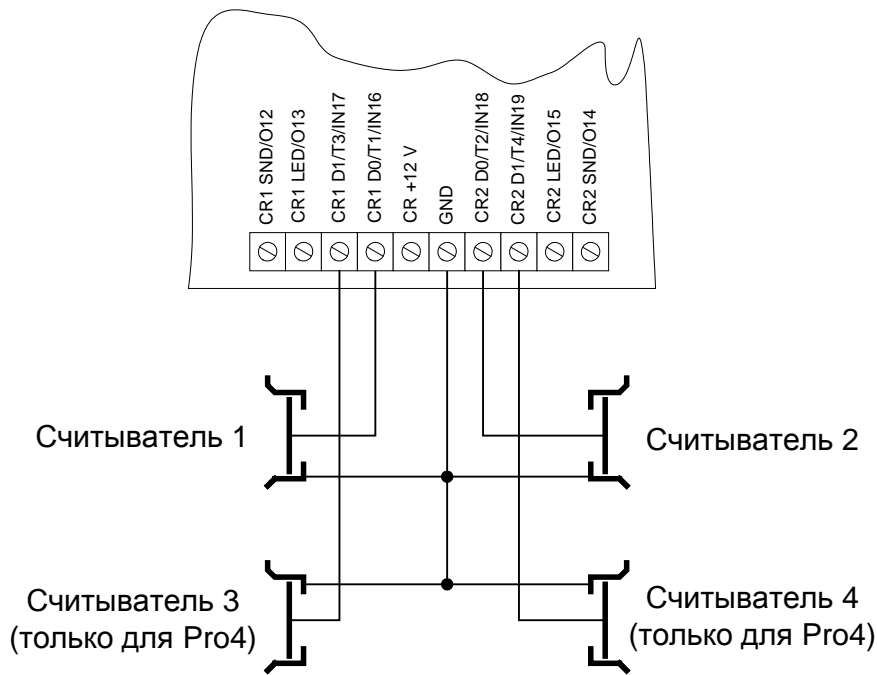 CR1 SND/O12
CR1 LED/O13
CR1 D1/T3/IN17
CR1 D0/T1/IN16
CR +12 V
GND
CR2 D0/T2/IN18
CR2 D1/T4/IN19
CR2 LED/O15
CR2 SND/O14
Считыватель 1
Считыватель 2
Считыватель 3
(только для Pro4)
Считыватель 4
(только для Pro4)